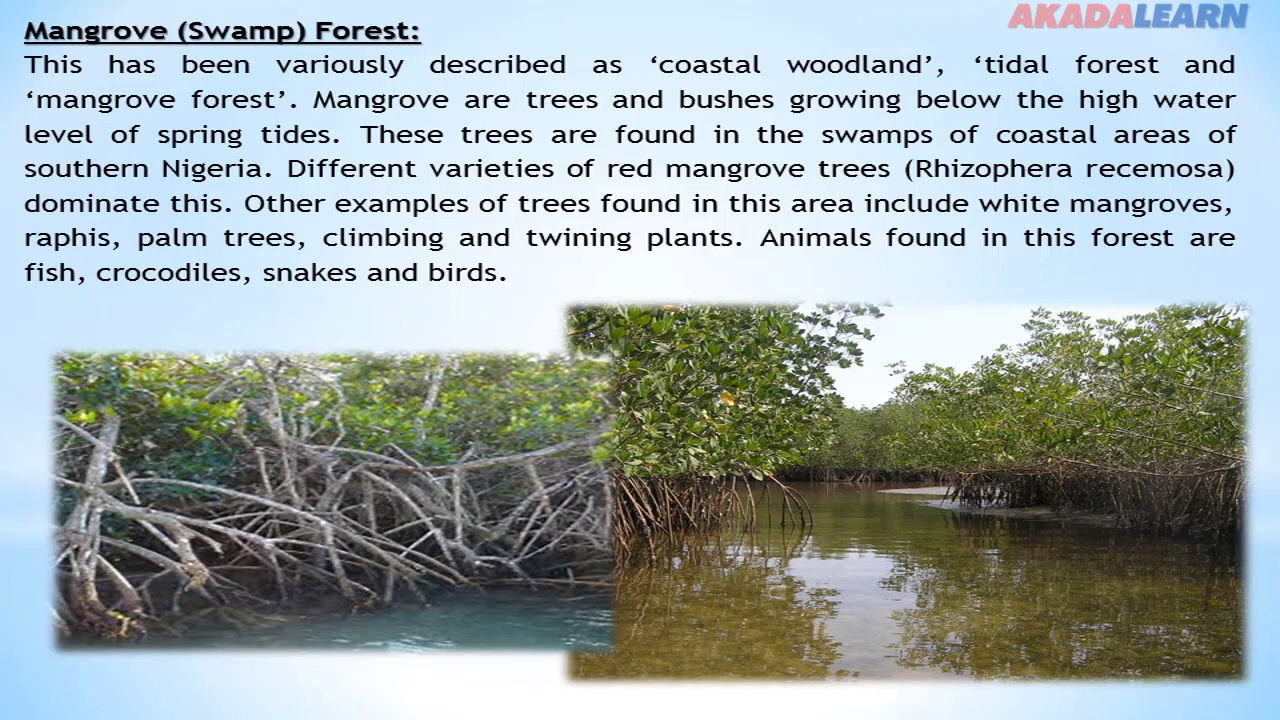 AKADALEARN
Mangrove (Swamp) Forest:
This has been variously described as ‘coastal woodland’, ‘tidal forest and
‘mangrove forest’. Mangrove are trees and bushes growing below the high water
level of spring tides. These trees are found in the swamps of coastal areas of
southern Nigeria. Different varieties of red mangrove trees (Rhizophera recemosa)
dominate this. Other examples of trees found in this area include white mangroves,
raphis, palm trees, climbing and twining plants. Animals found in this forest are
fish, crocodiles, snakes and birds.